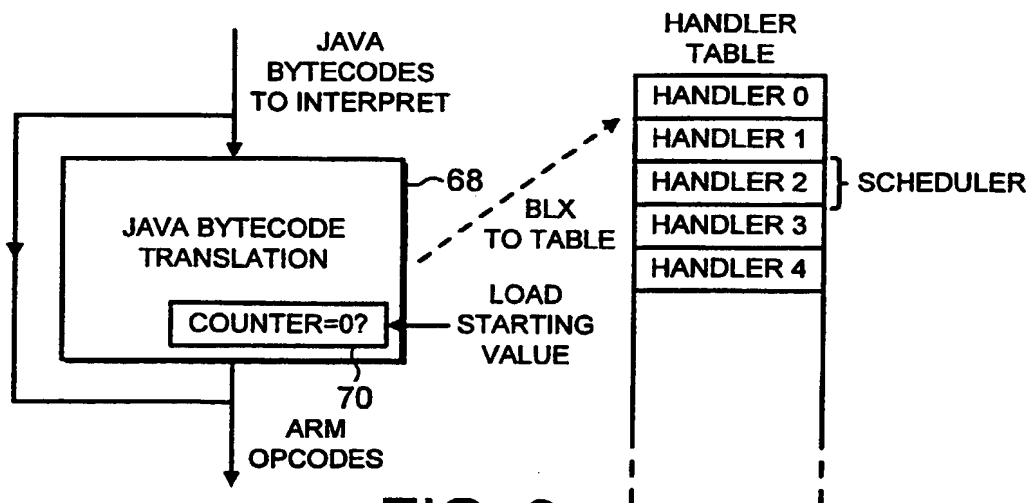 JAVA
BYTECODES
TO INTERPRET
68
JAVA BYTECODE
TRANSLATION
COUNTER=0?
70
LOAD
STARTING
VALUE
ARM
OPCODES
BLX
TO TABLE
HANDLER
TABLE
HANDLER 0
HANDLER 1
HANDLER 2
HANDLER 3
HANDLER 4
SCHEDULER